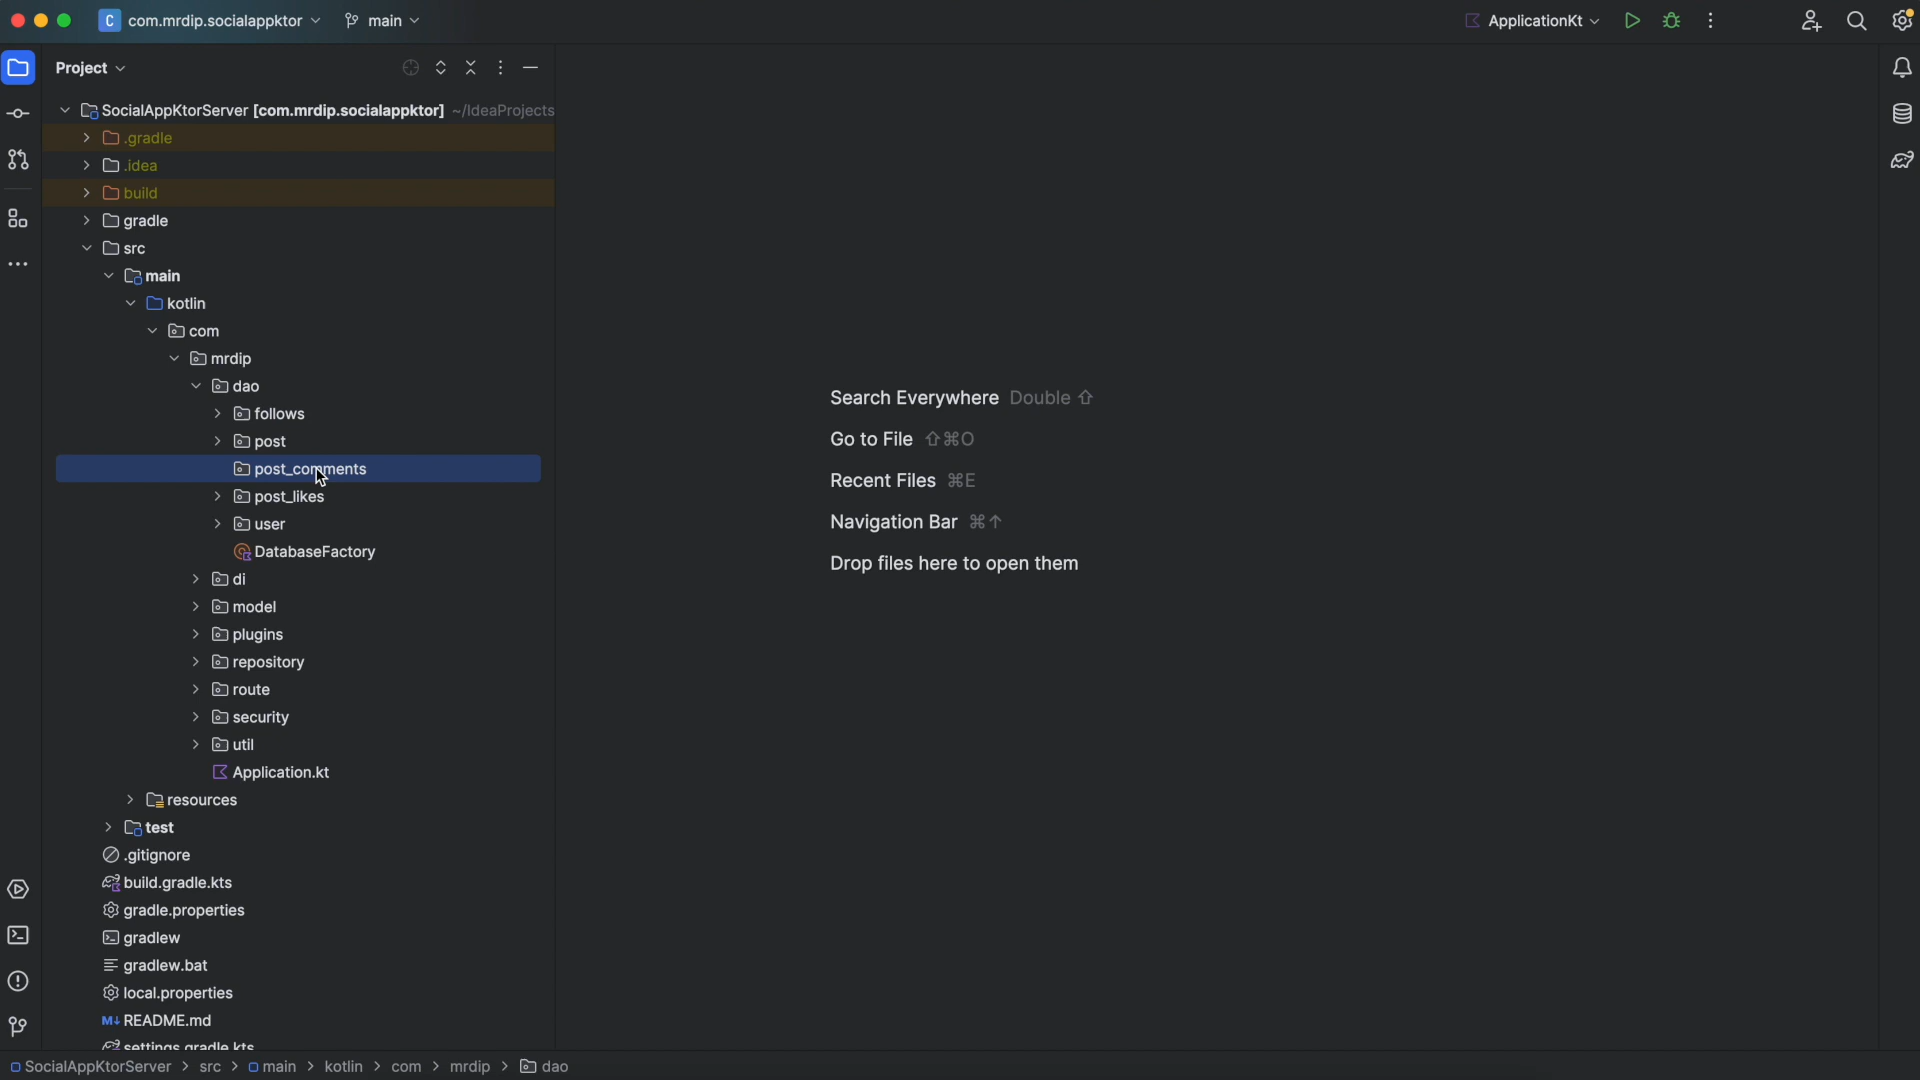 C com.mrdip.socialappktor main ApplicationKt
Project
SocialAppKtorServer [com.mrdip.socialappktor] ~/IdeaProjects
.gradle
.idea
build
gradle
src
main
kotlin
com
mrdip
dao
follows
post
post_comments
post_likes
user
DatabaseFactory
di
model
plugins
repository
route
security
util
Application.kt
resources
test
.gitignore
build.gradle.kts
gradle.properties
gradlew
gradlew.bat
local.properties
M↓ README.md
settings.gradle.kts
Search Everywhere Double ⇧
Go to File ⇧⌘O
Recent Files ⌘E
Navigation Bar ⌘↑
Drop files here to open them
SocialAppKtorServer > src > main > kotlin > com > mrdip > dao